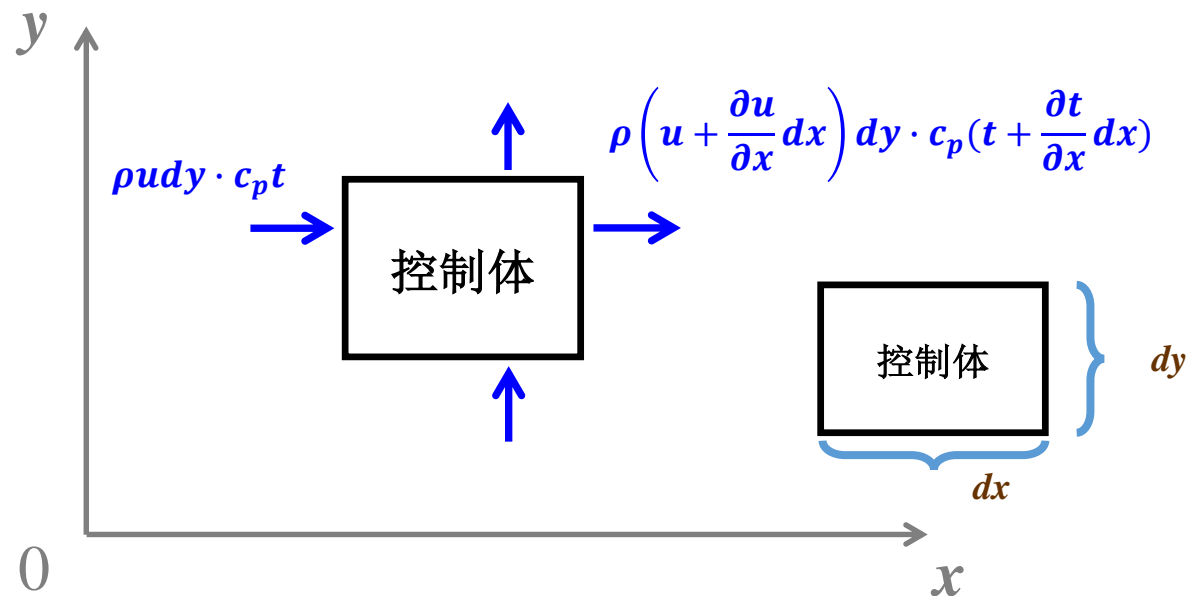 y
ρ(u + ∂u/∂x dx) dy · c_p(t + ∂t/∂x dx)
ρudy · c_p t
控制体
控制体
dy
dx
0
x